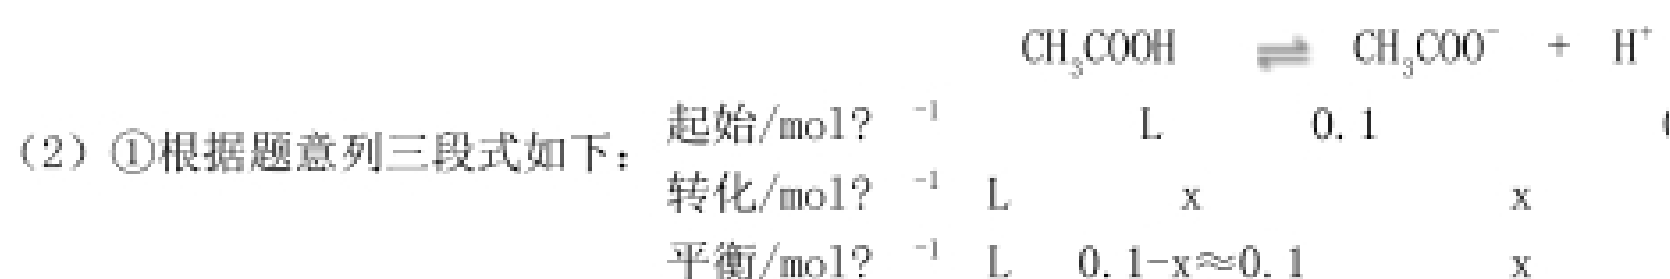 CH₃COOH ⇌ CH₃COO⁻ + H⁺
起始/mol? ⁻¹ L 0.1
(2) ①根据题意列三段式如下:
转化/mol? ⁻¹ L x x
平衡/mol? ⁻¹ L 0.1-x≈0.1 x